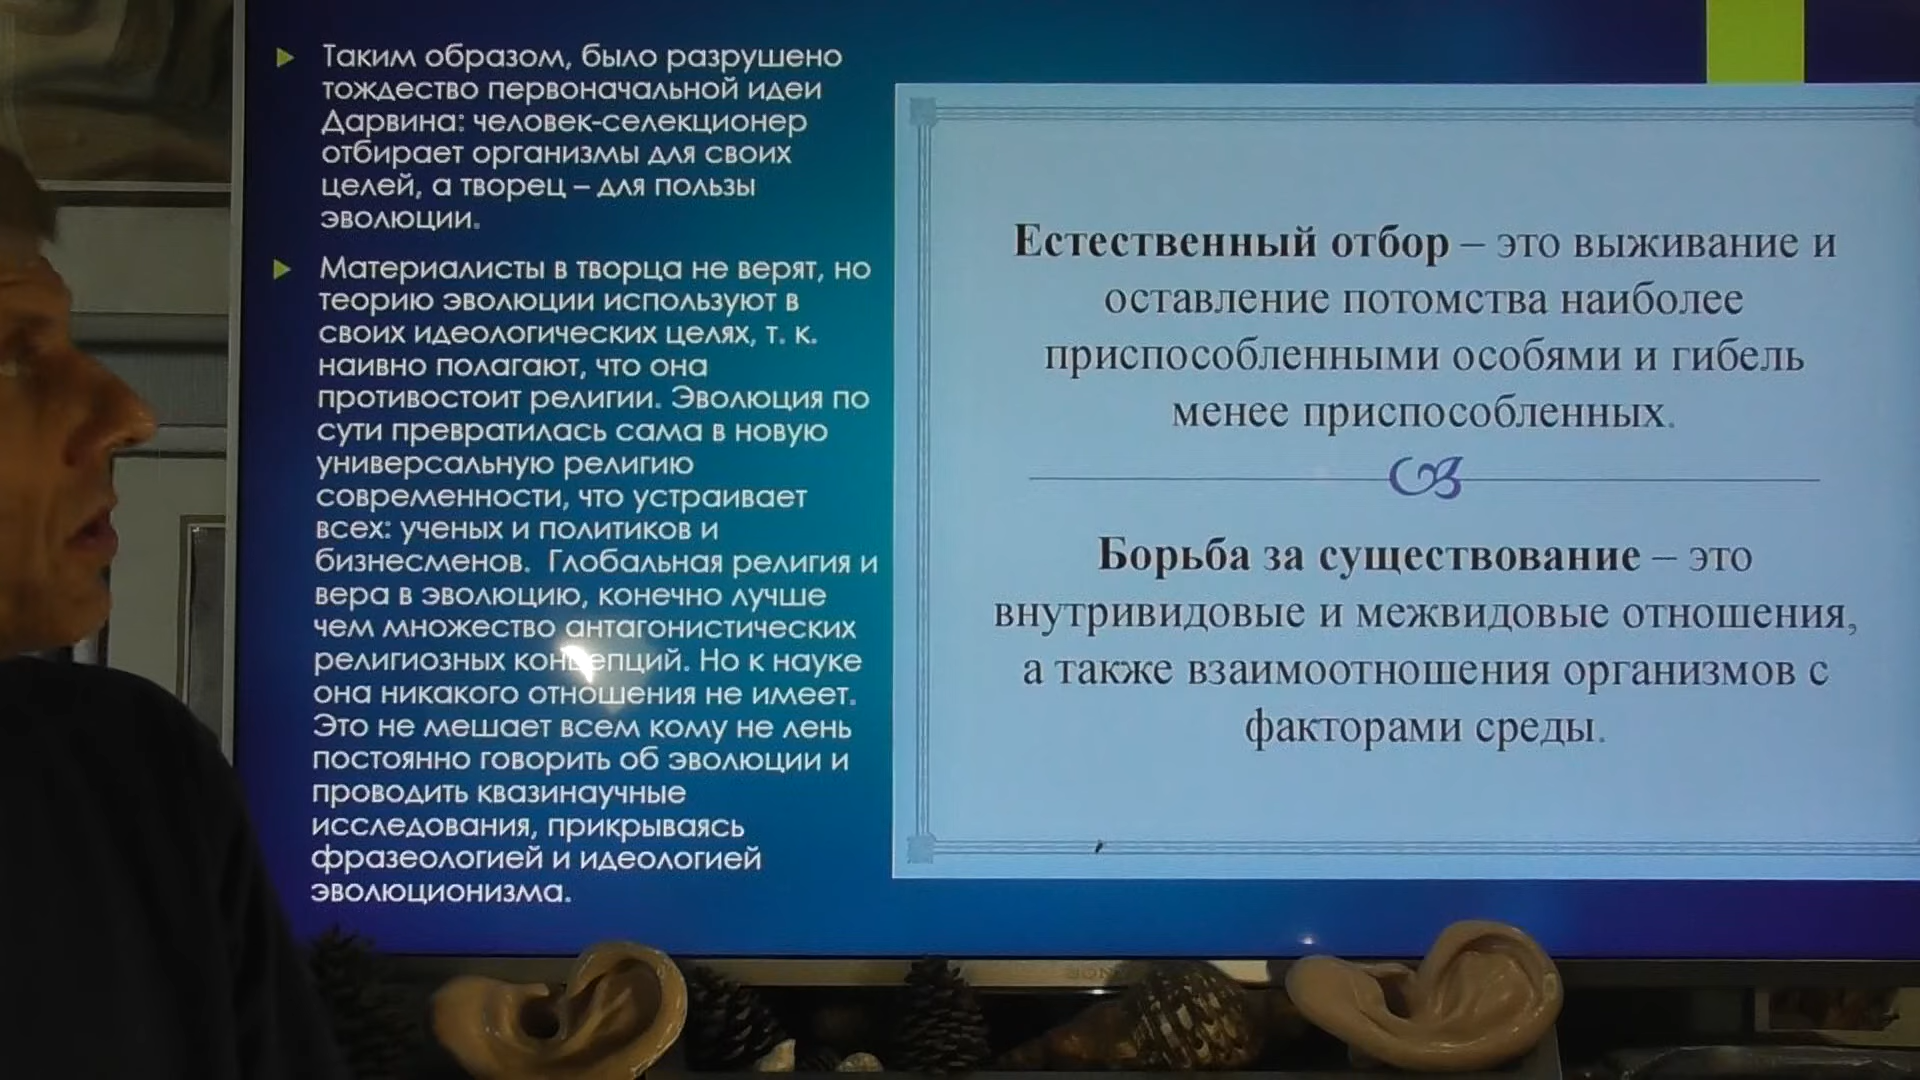 Таким образом, было разрушено
тождество первоначальной идеи
Дарвина: человек-селекционер
отбирает организмы для своих
целей, а творец – для пользы
эволюции.
Материалисты в творца не верят, но
теорию эволюции используют в
своих идеологических целях, т. к.
наивно полагают, что она
противостоит религии. Эволюция по
сути превратилась сама в новую
универсальную религию
современности, что устраивает
всех: ученых и политиков и
бизнесменов. Глобальная религия и
вера в эволюцию, конечно лучше
чем множество антагонистических
религиозных концепций. Но к науке
она никакого отношения не имеет.
Это не мешает всем кому не лень
постоянно говорить об эволюции и
проводить квазинаучные
исследования, прикрываясь
фразеологией и идеологией
эволюционизма.
Естественный отбор – это выживание и
оставление потомства наиболее
приспособленными особями и гибель
менее приспособленных.
Борьба за существование – это
внутривидовые и межвидовые отношения,
а также взаимоотношения организмов с
факторами среды.
SONY